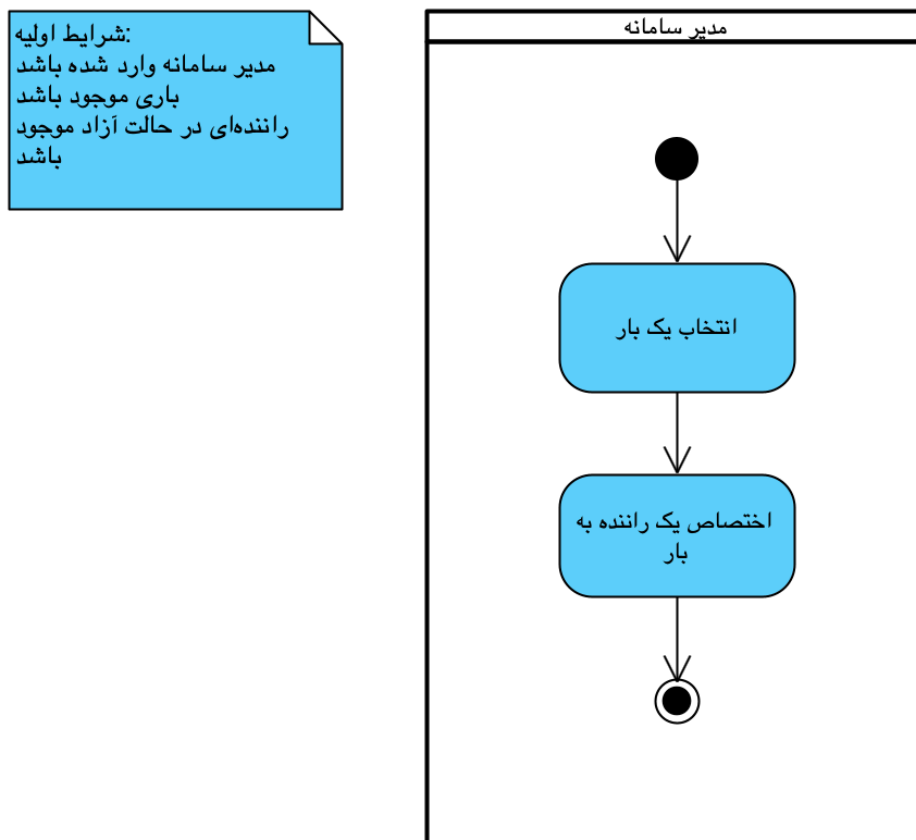 شرایط اولیه:
مدیر سامانه وارد شده باشد
باری موجود باشد
راننده‌ای در حالت آزاد موجود
باشد
مدیر سامانه
انتخاب یک بار
اختصاص یک راننده به
بار